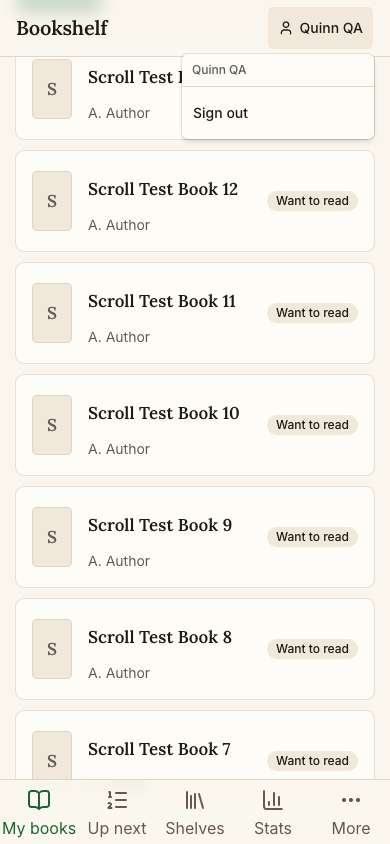 Bookshelf
Quinn QA
Quinn QA
Sign out
S
Scroll Test
A. Author
S
Scroll Test Book 12
A. Author
Want to read
S
Scroll Test Book 11
A. Author
Want to read
S
Scroll Test Book 10
A. Author
Want to read
S
Scroll Test Book 9
A. Author
Want to read
S
Scroll Test Book 8
A. Author
Want to read
S
Scroll Test Book 7
Want to read
My books
Up next
Shelves
Stats
More